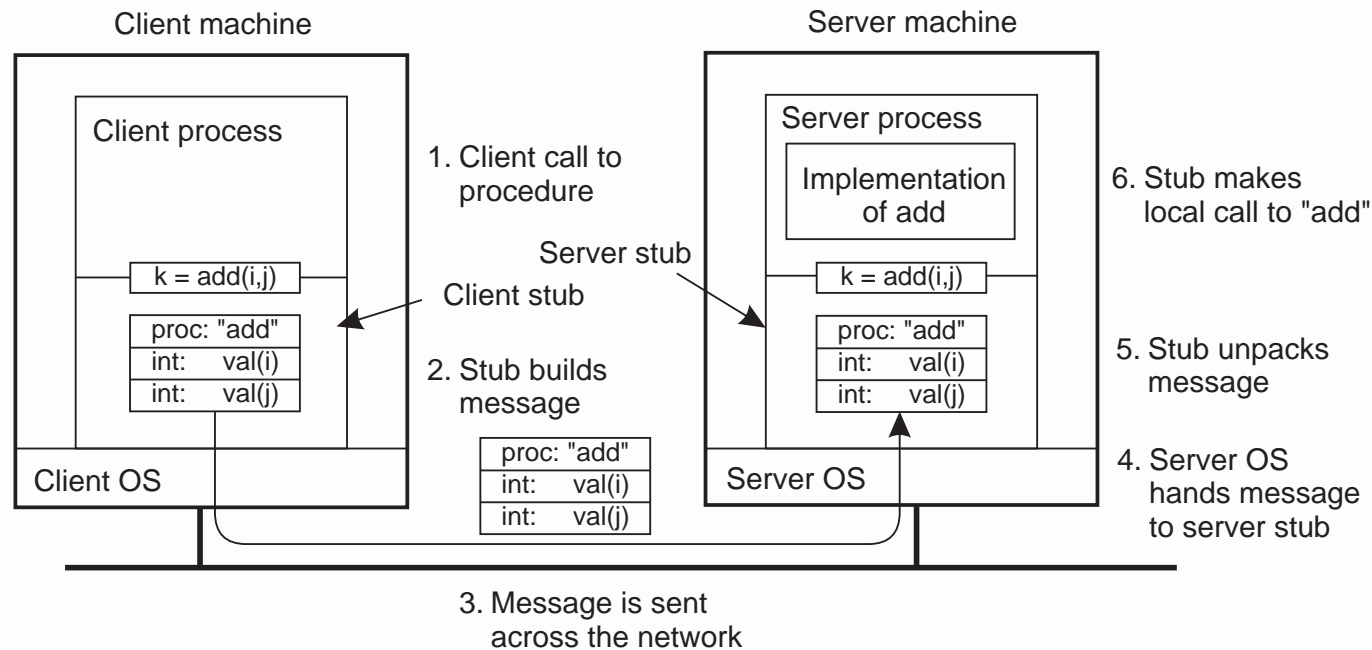 Client machine
Server machine
Client process
1. Client call to
procedure
Server process
Implementation
of add
6. Stub makes
local call to "add"
Server stub
k = add(i,j)
k = add(i,j)
Client stub
proc: "add"
int: val(i)
int: val(j)
proc: "add"
int: val(i)
int: val(j)
2. Stub builds
message
5. Stub unpacks
message
proc: "add"
int: val(i)
int: val(j)
Client OS
Server OS
4. Server OS
hands message
to server stub
3. Message is sent
across the network